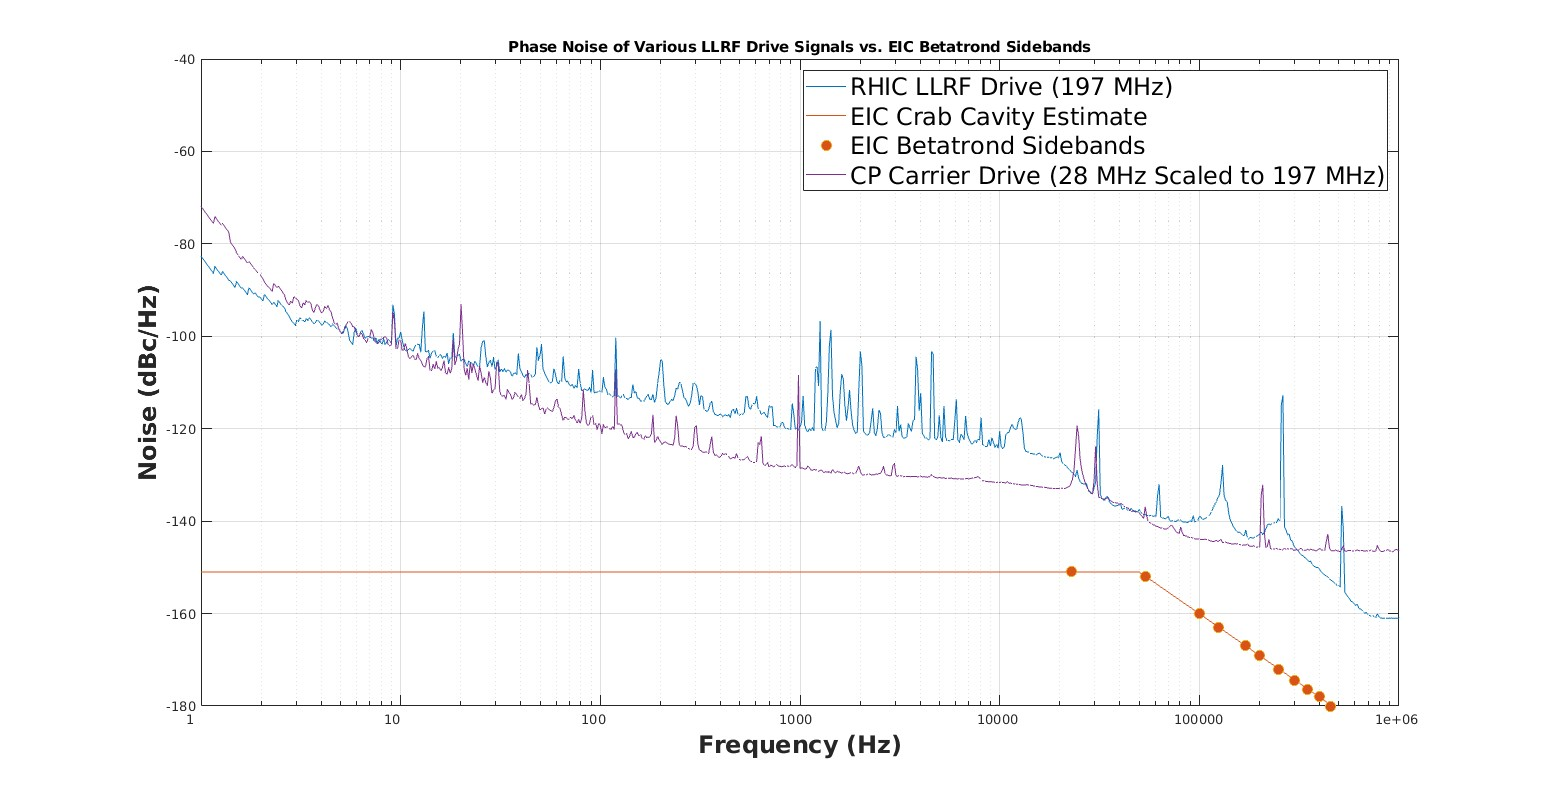 Phase Noise of Various LLRF Drive Signals vs. EIC Betatrond Sidebands
RHIC LLRF Drive (197 MHz)
EIC Crab Cavity Estimate
EIC Betatrond Sidebands
CP Carrier Drive (28 MHz Scaled to 197 MHz)
Noise (dBc/Hz)
-40
-60
-80
-100
-120
-140
-160
-180
1
10
100
1000
10000
100000
1e+06
Frequency (Hz)